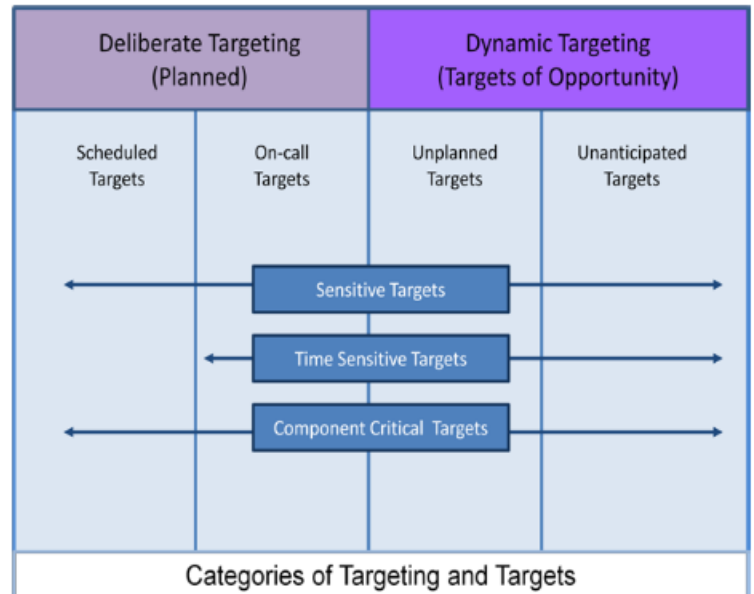 Deliberate Targeting
(Planned)
Dynamic Targeting
(Targets of Opportunity)
Scheduled
Targets
On-call
Targets
Unplanned
Targets
Unanticipated
Targets
Sensitive Targets
Time Sensitive Targets
Component Critical Targets
Categories of Targeting and Targets